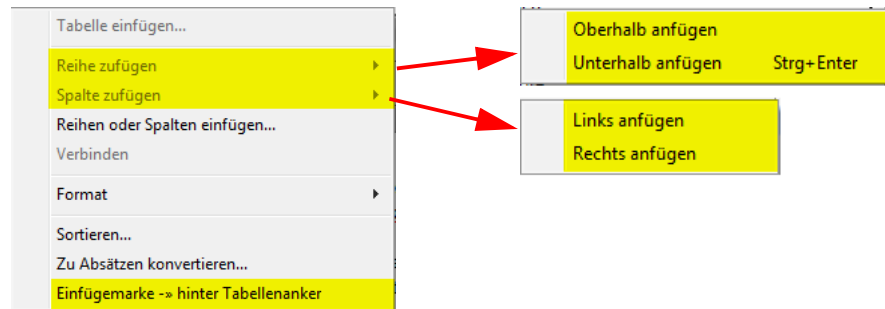 Tabelle einfügen...
Reihe zufügen
Spalte zufügen
Reihen oder Spalten einfügen...
Verbinden
Format
Sortieren...
Zu Absätzen konvertieren...
Einfügemarke -» hinter Tabellenanker
Oberhalb anfügen
Unterhalb anfügen Strg+Enter
Links anfügen
Rechts anfügen